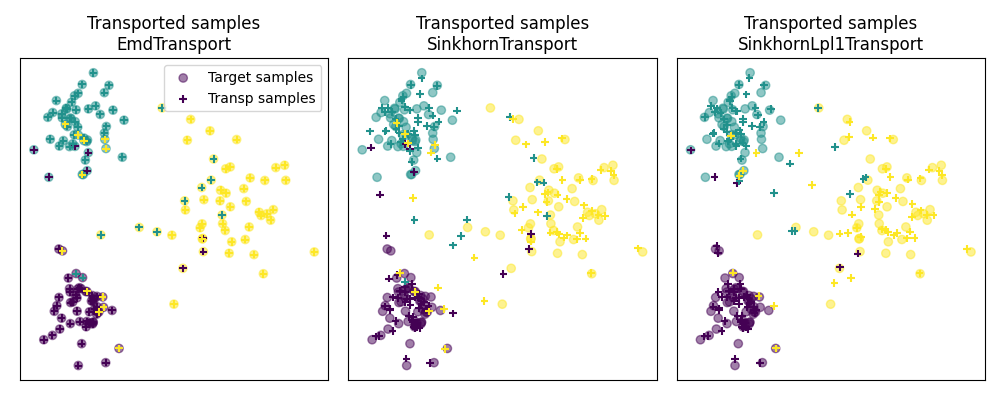 Transported samples
EmdTransport
Target samples
Transp samples
Transported samples
SinkhornTransport
Transported samples
SinkhornLpl1Transport